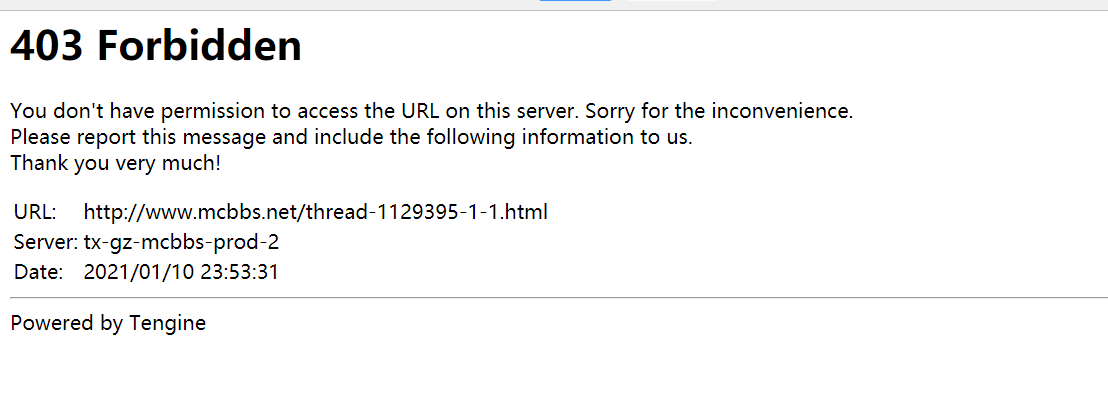 403 Forbidden
You don't have permission to access the URL on this server. Sorry for the inconvenience.
Please report this message and include the following information to us.
Thank you very much!
URL: http://www.mcbbs.net/thread-1129395-1-1.html
Server: tx-gz-mcbbs-prod-2
Date: 2021/01/10 23:53:31
Powered by Tengine